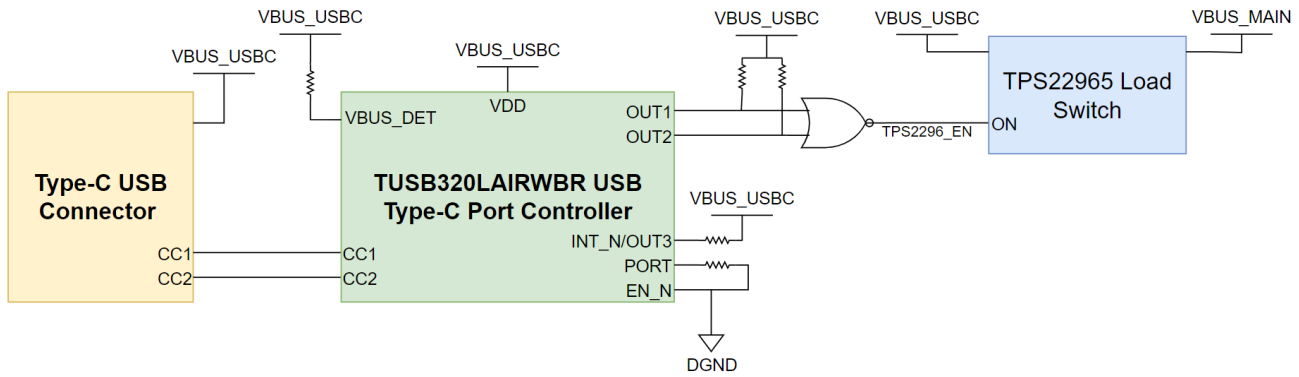 VBUS_USBC
VBUS_USBC
VBUS_USBC
VBUS_USBC
VBUS_USBC
VBUS_MAIN
Type-C USB
Connector
CC1
CC2
VDD
VBUS_DET
TUSB320LAIRWBR USB
Type-C Port Controller
CC1
CC2
OUT1
OUT2
INT_N/OUT3
PORT
EN_N
VBUS_USBC
DGND
TPS2296_EN
ON
TPS22965 Load
Switch